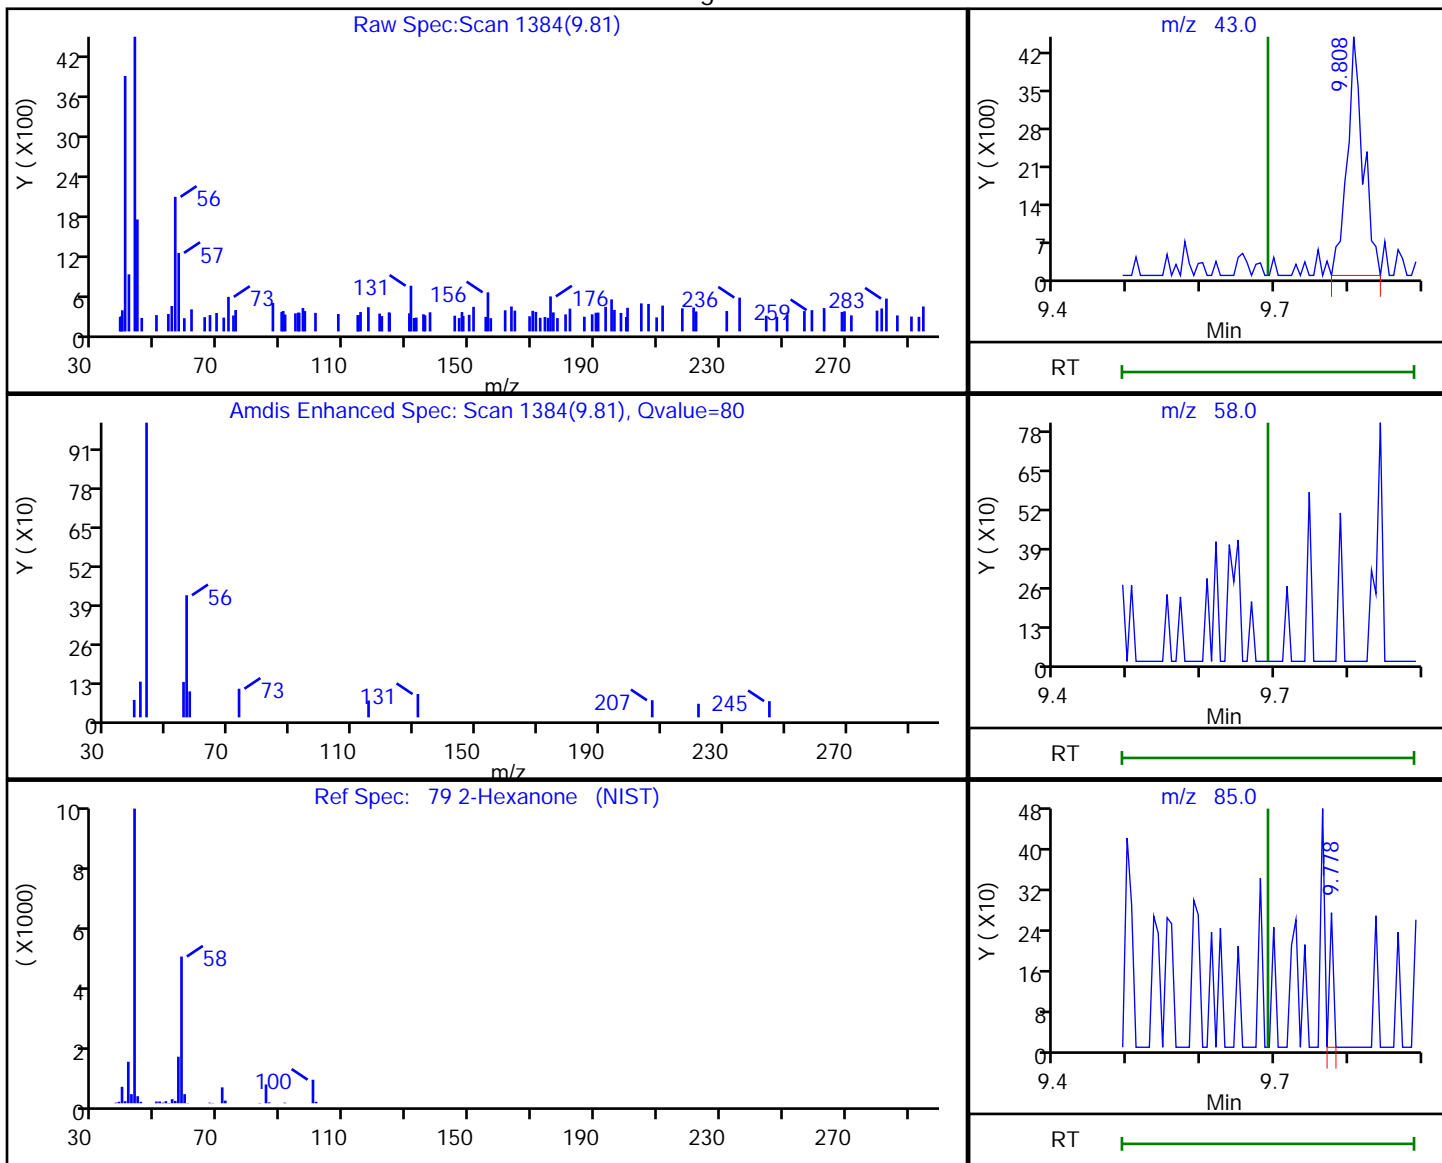 Raw Spec:Scan 1384(9.81)
Y ( X100)
42
36
30
24
18
12
6
0
56
57
73
131
156
176
236
259
283
30 70 110 150 190 230 270
m/z
m/z 43.0
Y ( X100)
42
35
28
21
14
7
0
9.808
9.4 9.7
Min
RT
Amdis Enhanced Spec: Scan 1384(9.81), Qvalue=80
Y ( X10)
91
78
65
52
39
26
13
0
56
73
131
207
245
30 70 110 150 190 230 270
m/z
m/z 58.0
Y ( X10)
78
65
52
39
26
13
0
9.4 9.7
Min
RT
Ref Spec: 79 2-Hexanone (NIST)
( X1000)
10
8
6
4
2
0
58
100
30 70 110 150 190 230 270
m/z 85.0
Y ( X10)
48
40
32
24
16
8
0
9.778
9.4 9.7
Min
RT